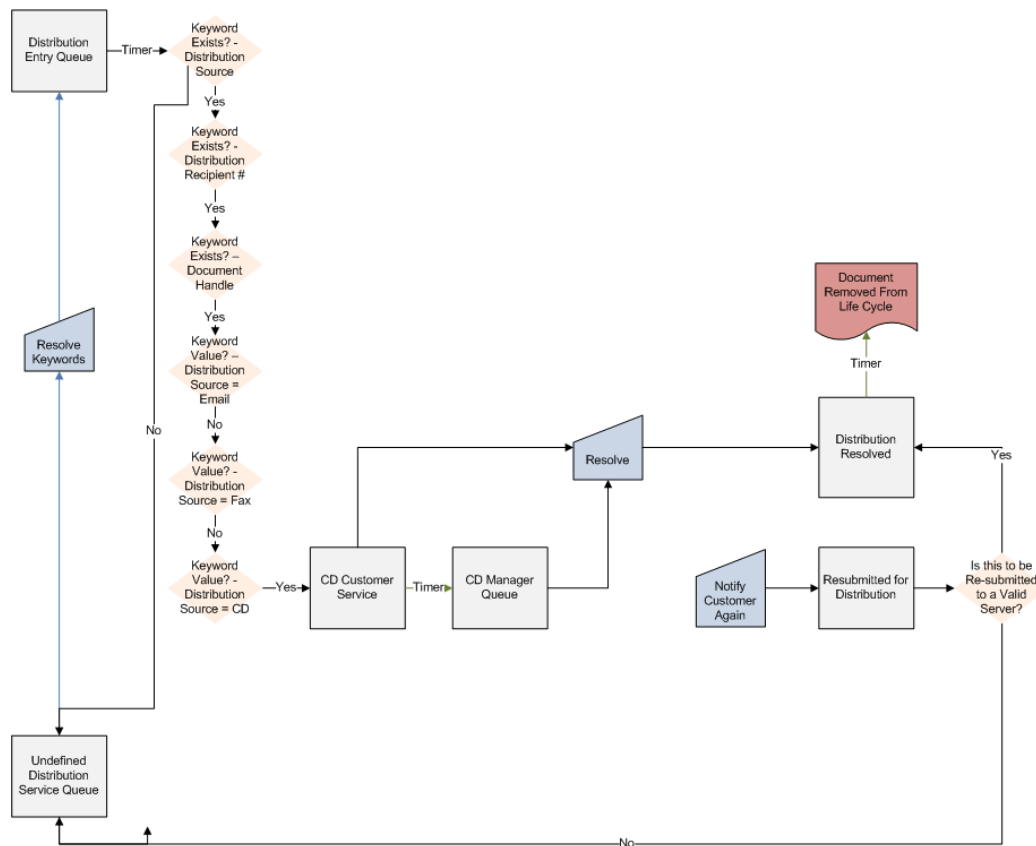 Distribution
Entry Queue
Timer
Keyword
Exists? -
Distribution
Source
Yes
Keyword
Exists? -
Distribution
Recipient #
Yes
Keyword
Exists? –
Document
Handle
Yes
Keyword
Value? –
Distribution
Source =
Email
No
Keyword
Value? -
Distribution
Source = Fax
No
Keyword
Value? -
Distribution
Source = CD
Yes
CD Customer
Service
Timer
CD Manager
Queue
Resolve
Distribution
Resolved
Timer
Document
Removed From
Life Cycle
Notify
Customer
Again
Resubmitted for
Distribution
Is this to be
Re-submitted
to a Valid
Server?
Yes
No
Resolve
Keywords
No
Undefined
Distribution
Service Queue